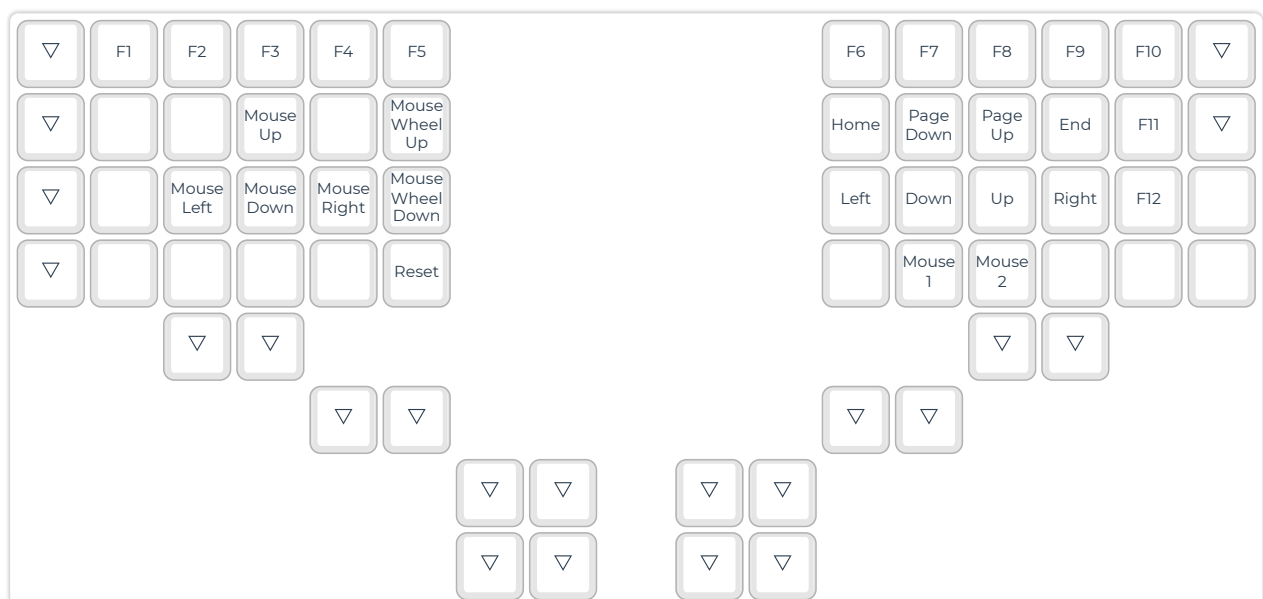 ▽ F1 F2 F3 F4 F5 F6 F7 F8 F9 F10 ▽
▽ Mouse Up Mouse Wheel Up Home Page Down Page Up End F11 ▽
▽ Mouse Left Mouse Down Mouse Right Mouse Wheel Down Left Down Up Right F12
▽ Reset Mouse 1 Mouse 2
▽ ▽ ▽ ▽
▽ ▽ ▽ ▽
▽ ▽ ▽ ▽
▽ ▽ ▽ ▽